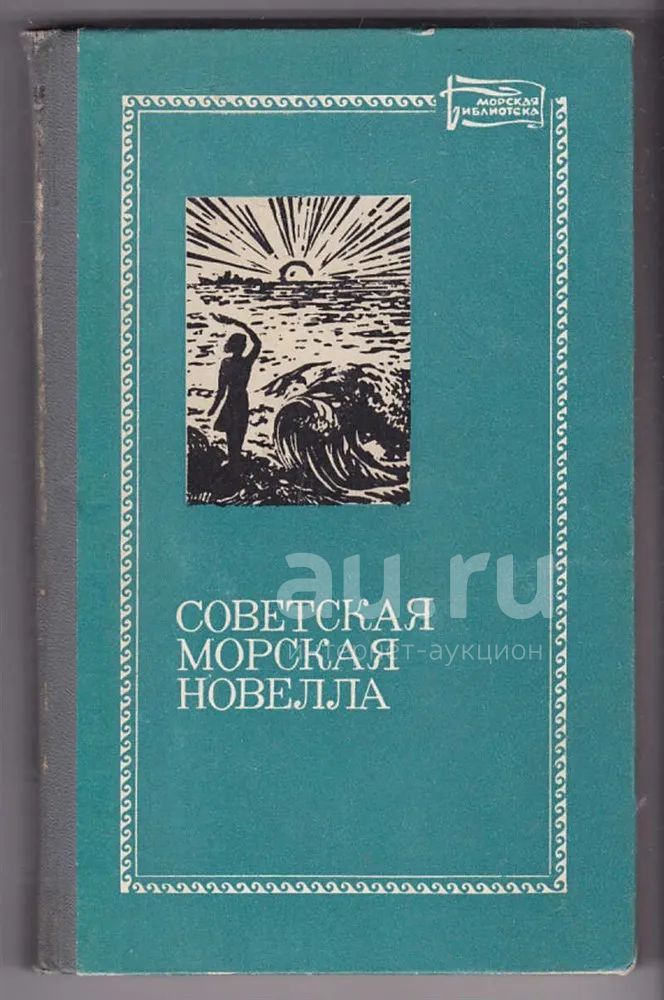 МОРСКАЯ
БИБЛИОТЕКА
au.ru
интернет-аукцион
СОВЕТСКАЯ
МОРСКАЯ
НОВЕЛЛА